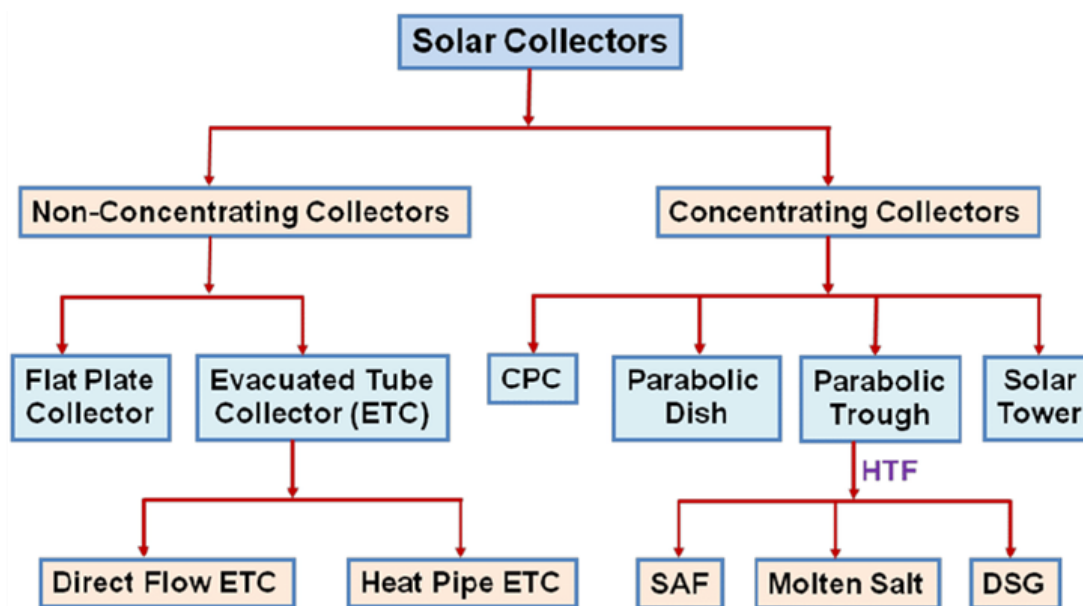 Solar Collectors
Non-Concentrating Collectors
Concentrating Collectors
Flat Plate
Collector
Evacuated Tube
Collector (ETC)
CPC
Parabolic
Dish
Parabolic
Trough
Solar
Tower
HTF
Direct Flow ETC
Heat Pipe ETC
SAF
Molten Salt
DSG